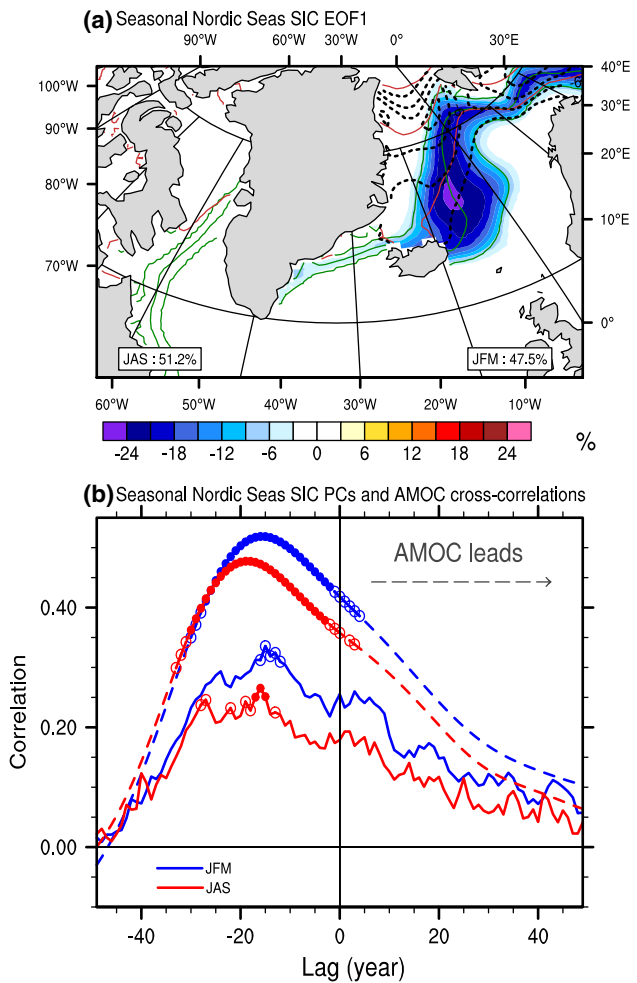 (a) Seasonal Nordic Seas SIC EOF1
90°W 70°W 60°W 30°W 0° 15°W 30°E
100°W 40°E
90°W 30°E
80°W 20°E
70°W 10°E
0°
JAS : 51.2% JFM : 47.5%
60°W 50°W 40°W 30°W 20°W 10°W
-24 -18 -12 -6 0 6 12 18 24 %
(b) Seasonal Nordic Seas SIC PCs and AMOC cross-correlations
AMOC leads
0.40
0.20
0.00
Correlation
JFM
JAS
-40 -20 0 20 40
Lag (year)